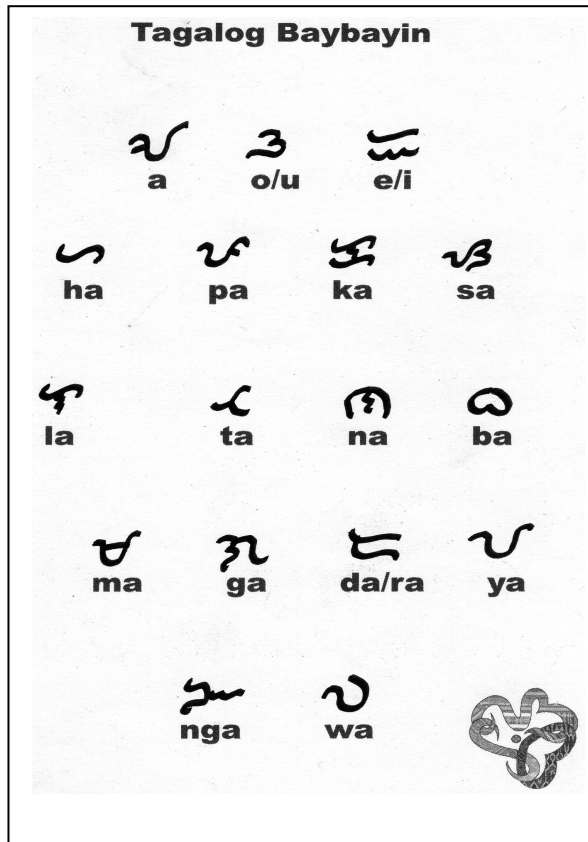 Tagalog Baybayin
ᜀ ᜂ ᜁ
a o/u e/i
ᜑ ᜉ ᜃ ᜐ
ha pa ka sa
ᜎ ᜆ ᜈ ᜊ
la ta na ba
ᜋ ᜄ ᜇ ᜌ
ma ga da/ra ya
ᜅ ᜏ
nga wa